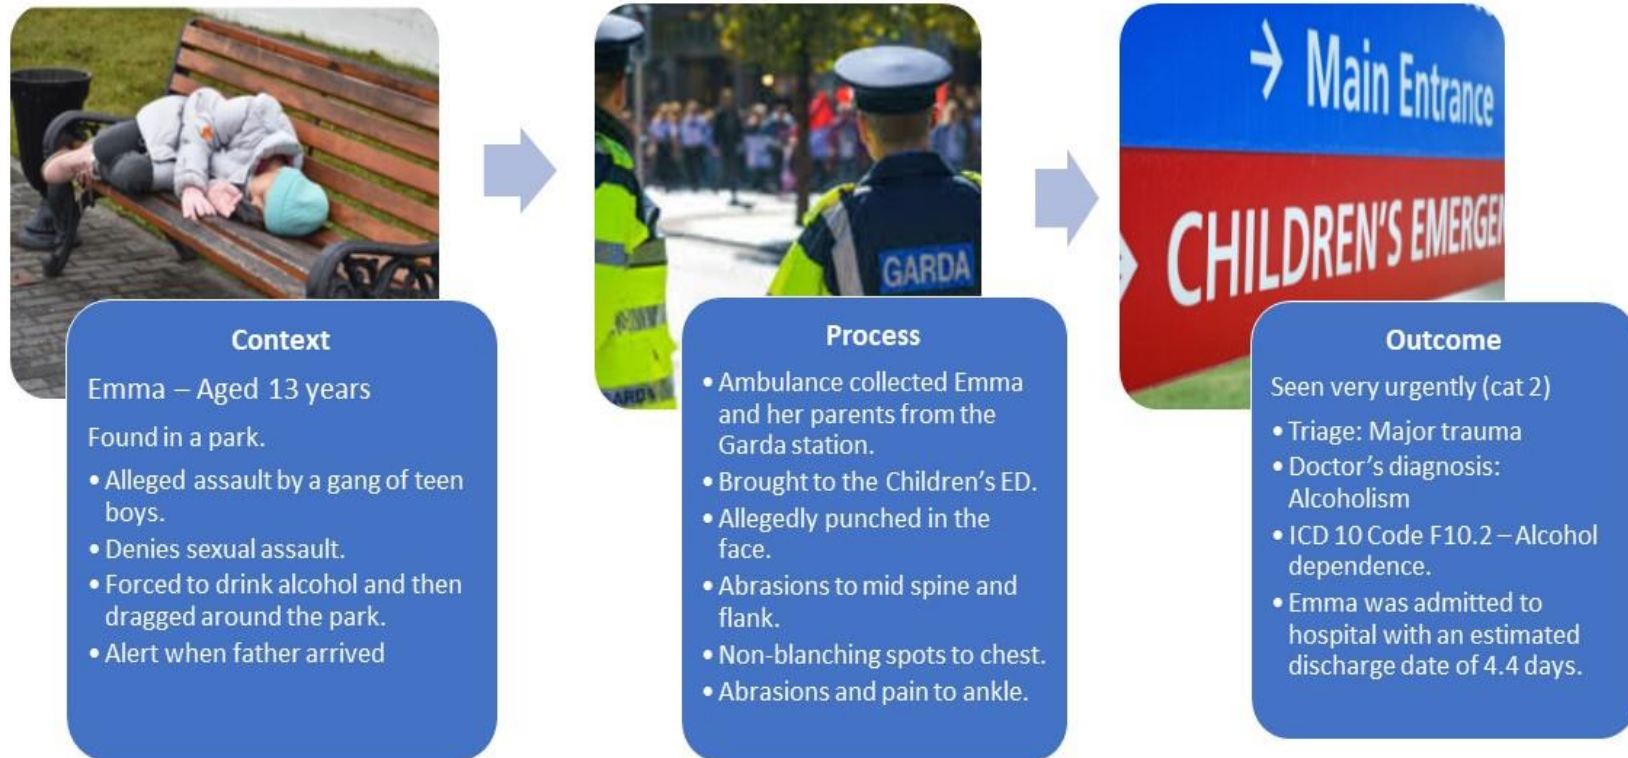 Context
Emma – Aged 13 years
Found in a park.
• Alleged assault by a gang of teen
boys.
• Denies sexual assault.
• Forced to drink alcohol and then
dragged around the park.
• Alert when father arrived
GARDA
Process
• Ambulance collected Emma
and her parents from the
Garda station.
• Brought to the Children's ED.
• Allegedly punched in the
face.
• Abrasions to mid spine and
flank.
• Non-blanching spots to chest.
• Abrasions and pain to ankle.
→ Main Entrance
CHILDREN'S EMERGEN
Outcome
Seen very urgently (cat 2)
• Triage: Major trauma
• Doctor's diagnosis:
Alcoholism
• ICD 10 Code F10.2 – Alcohol
dependence.
• Emma was admitted to
hospital with an estimated
discharge date of 4.4 days.